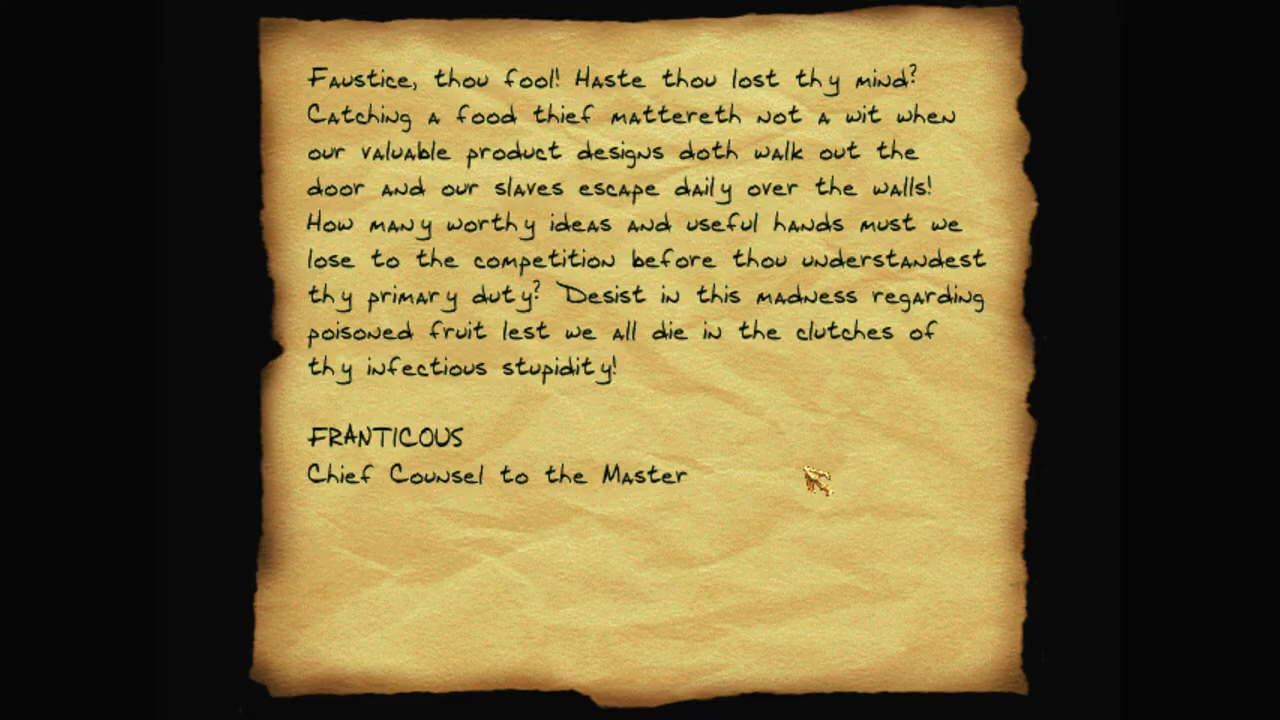 Faustice, thou fool! Haste thou lost thy mind?
Catching a food thief mattereth not a wit when
our valuable product designs doth walk out the
door and our slaves escape daily over the walls!
How many worthy ideas and useful hands must we
lose to the competition before thou understandest
thy primary duty? Desist in this madness regarding
poisoned fruit lest we all die in the clutches of
thy infectious stupidity!
FRANTICOUS
Chief Counsel to the Master